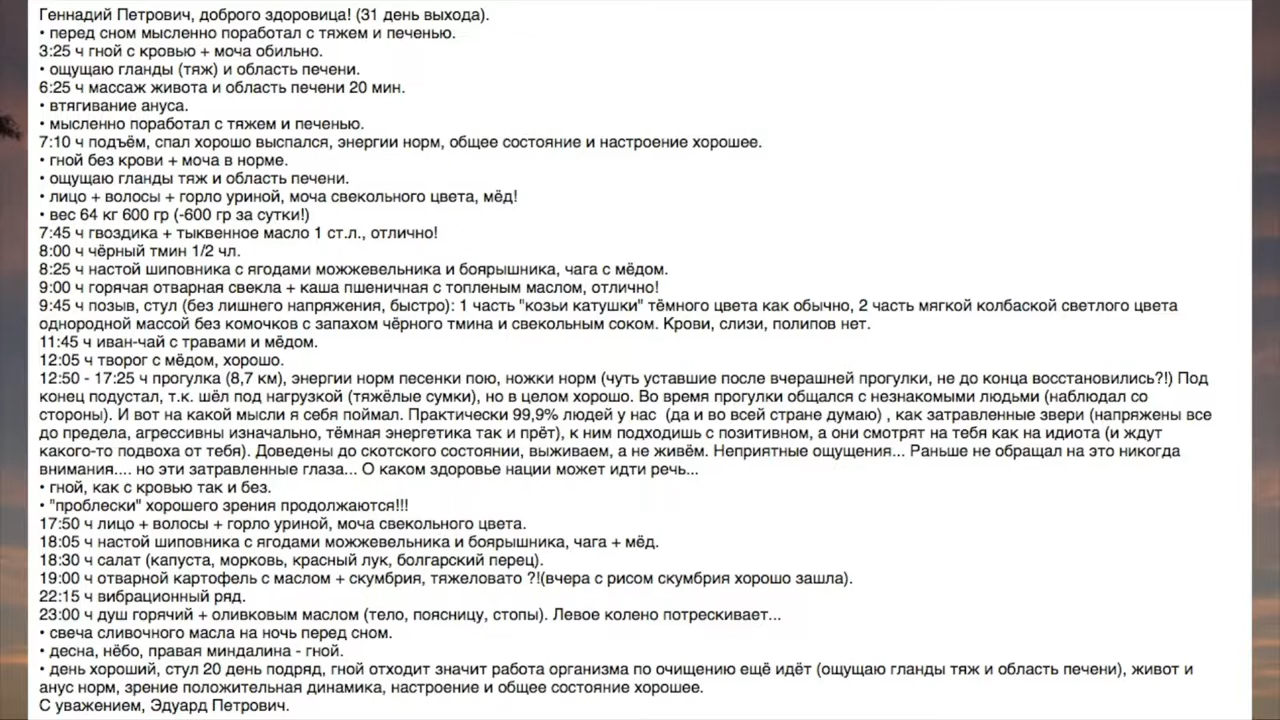 Геннадий Петрович, доброго здоровица! (31 день выхода).
• перед сном мысленно поработал с тяжем и печенью.
3:25 ч гной с кровью + моча обильно.
• ощущаю гланды (тяж) и область печени.
6:25 ч массаж живота и область печени 20 мин.
• втягивание ануса.
• мысленно поработал с тяжем и печенью.
7:10 ч подъём, спал хорошо выспался, энергии норм, общее состояние и настроение хорошее.
• гной без крови + моча в норме.
• ощущаю гланды тяж и область печени.
• лицо + волосы + горло уриной, моча свекольного цвета, мёд!
• вес 64 кг 600 гр (-600 гр за сутки!)
7:45 ч гвоздика + тыквенное масло 1 ст.л., отлично!
8:00 ч чёрный тмин 1/2 чл.
8:25 ч настой шиповника с ягодами можжевельника и боярышника, чага с мёдом.
9:00 ч горячая отварная свекла + каша пшеничная с топленым маслом, отлично!
9:45 ч позыв, стул (без лишнего напряжения, быстро): 1 часть "козьи катушки" тёмного цвета как обычно, 2 часть мягкой колбаской светлого цвета
однородной массой без комочков с запахом чёрного тмина и свекольным соком. Крови, слизи, полипов нет.
11:45 ч иван-чай с травами и мёдом.
12:05 ч творог с мёдом, хорошо.
12:50 - 17:25 ч прогулка (8,7 км), энергии норм песенки пою, ножки норм (чуть уставшие после вчерашней прогулки, не до конца восстановились?!) Под
конец подустал, т.к. шёл под нагрузкой (тяжёлые сумки), но в целом хорошо. Во время прогулки общался с незнакомыми людьми (наблюдал со
стороны). И вот на какой мысли я себя поймал. Практически 99,9% людей у нас (да и во всей стране думаю) , как затравленные звери (напряжены все
до предела, агрессивны изначально, тёмная энергетика так и прёт), к ним подходишь с позитивном, а они смотрят на тебя как на идиота (и ждут
какого-то подвоха от тебя). Доведены до скотского состоянии, выживаем, а не живём. Неприятные ощущения... Раньше не обращал на это никогда
внимания.... но эти затравленные глаза... О каком здоровье нации может идти речь...
• гной, как с кровью так и без.
• "проблески" хорошего зрения продолжаются!!!
17:50 ч лицо + волосы + горло уриной, моча свекольного цвета.
18:05 ч настой шиповника с ягодами можжевельника и боярышника, чага + мёд.
18:30 ч салат (капуста, морковь, красный лук, болгарский перец).
19:00 ч отварной картофель с маслом + скумбрия, тяжеловато ?!(вчера с рисом скумбрия хорошо зашла).
22:15 ч вибрационный ряд.
23:00 ч душ горячий + оливковым маслом (тело, поясницу, стопы). Левое колено потрескивает...
• свеча сливочного масла на ночь перед сном.
• десна, нёбо, правая миндалина - гной.
• день хороший, стул 20 день подряд, гной отходит значит работа организма по очищению ещё идёт (ощущаю гланды тяж и область печени), живот и
анус норм, зрение положительная динамика, настроение и общее состояние хорошее.
С уважением, Эдуард Петрович.